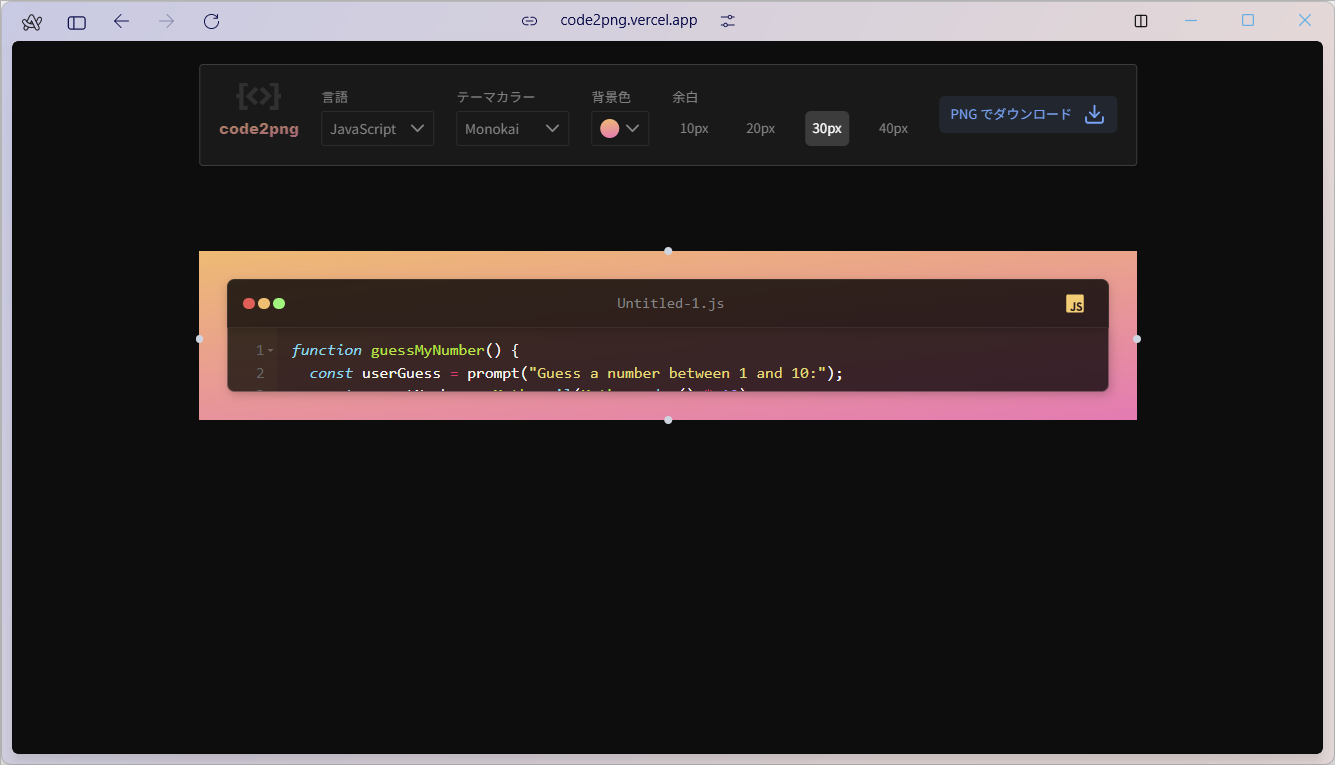 code2png.vercel.app
言語
テーマカラー
背景色
余白
code2png
JavaScript
Monokai
10px
20px
30px
40px
PNG でダウンロード
Untitled-1.js
JS
1 function guessMyNumber() {
2 const userGuess = prompt("Guess a number between 1 and 10:");